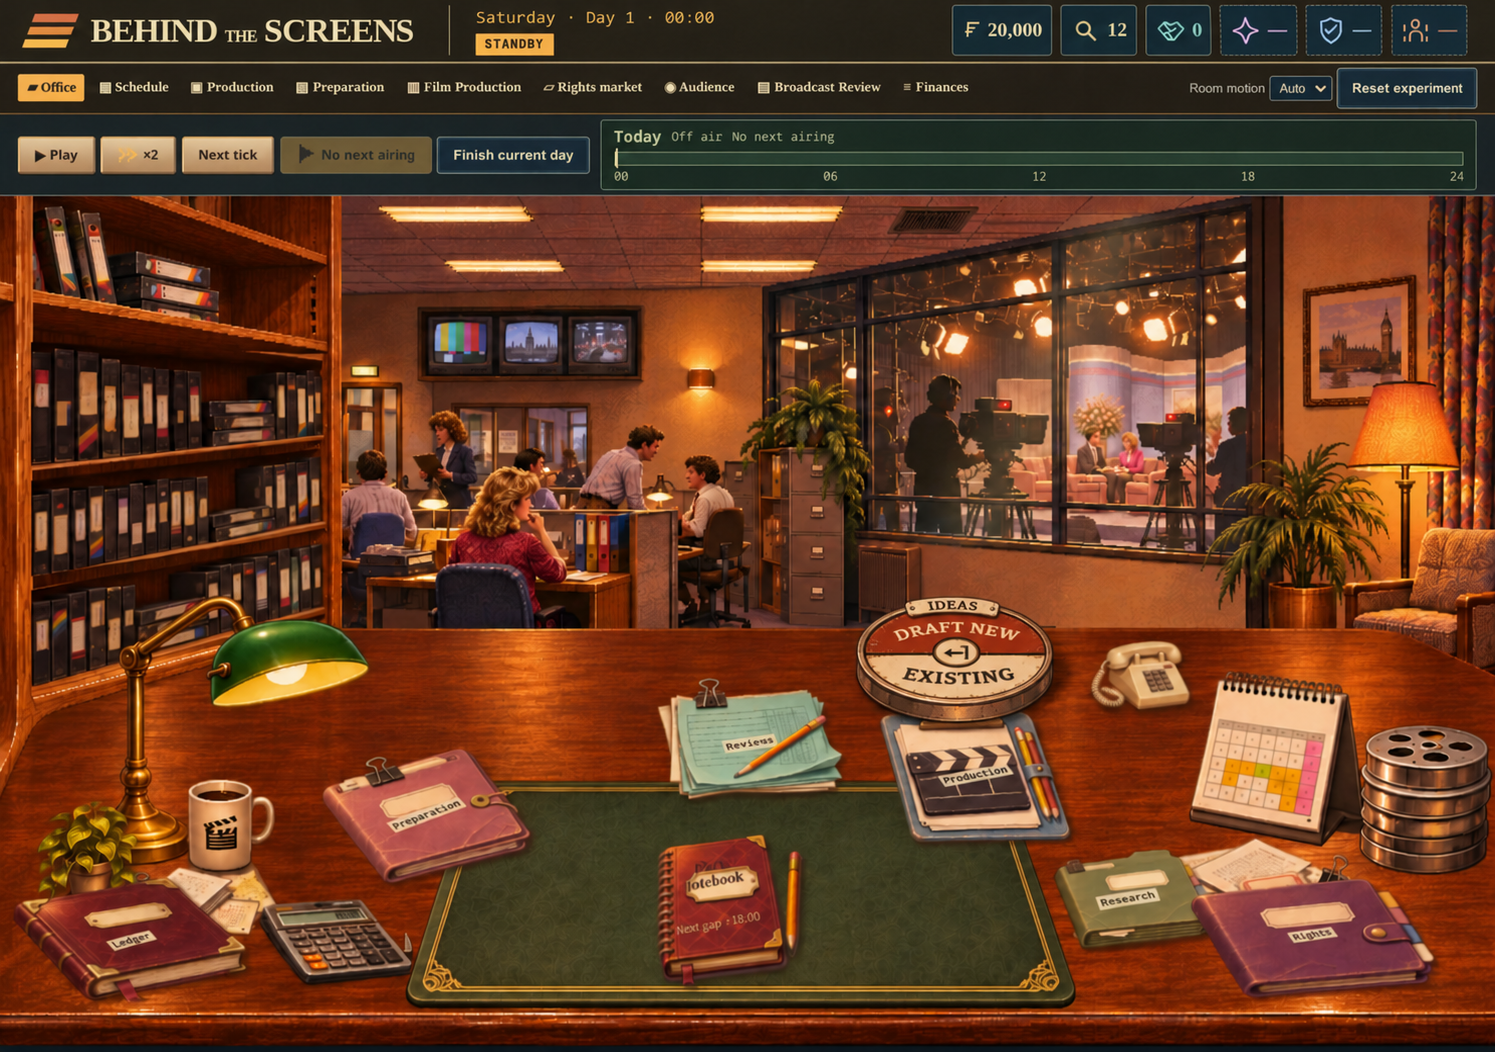 BEHIND THE SCREENS
Saturday · Day 1 · 00:00
STANDBY
₣ 20,000
12
0
—
—
—
Office
Schedule
Production
Preparation
Film Production
Rights market
Audience
Broadcast Review
Finances
Room motion
Auto
Reset experiment
Play
×2
Next tick
No next airing
Finish current day
Today Off air No next airing
00 06 12 18 24
IDEAS
DRAFT NEW
EXISTING
Reviews
Production
Preparation
Notebook
Next gap : 18:00
Ledger
Research
Rights